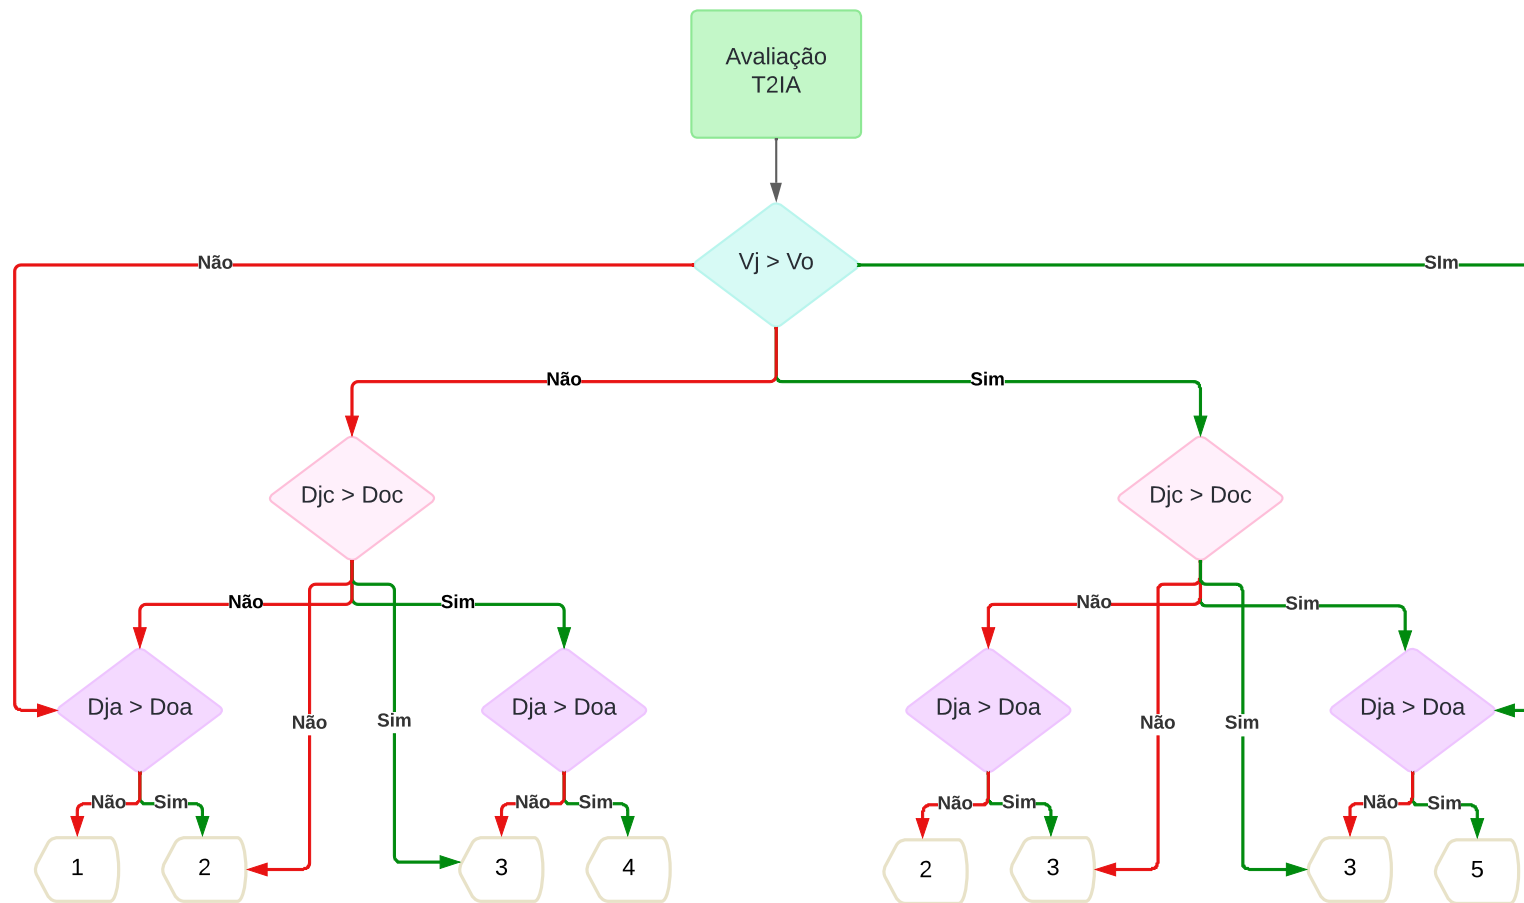 Avaliação
T2IA
Vj > Vo
Não
SIm
Não
Sim
Djc > Doc
Djc > Doc
Não
Sim
Não
Sim
Dja > Doa
Dja > Doa
Dja > Doa
Dja > Doa
Não
Sim
Não
Sim
Não
Sim
Não
Sim
Não
Sim
Não
Sim
1
2
3
4
2
3
3
5